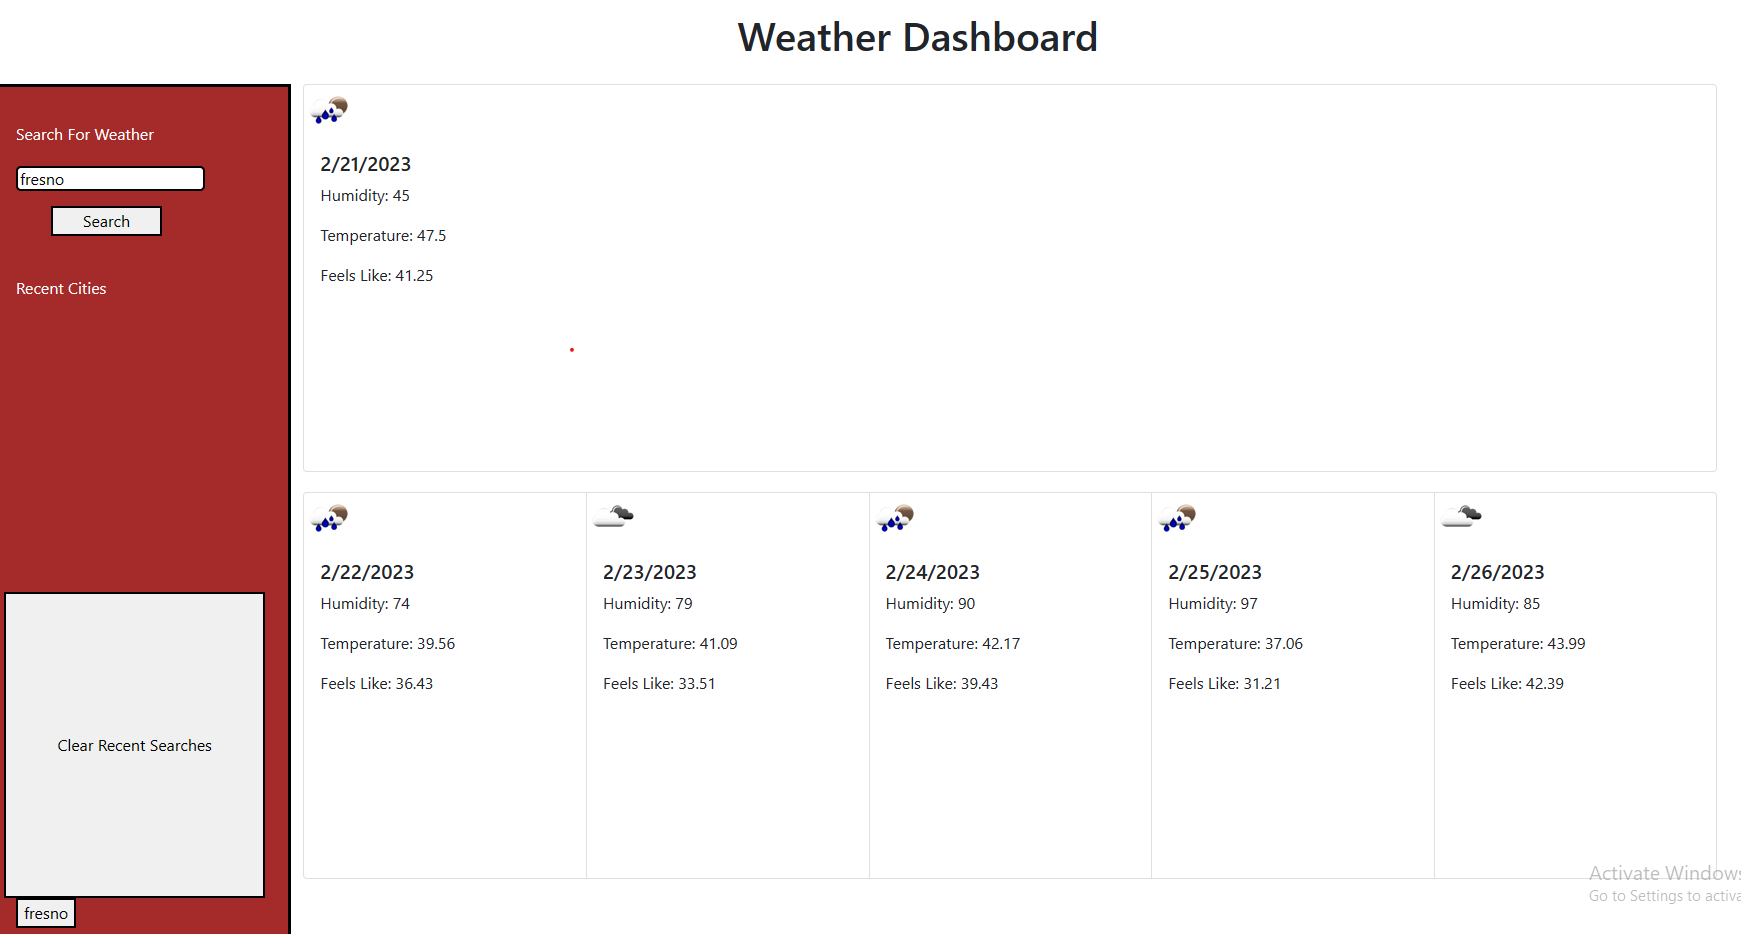 Weather Dashboard
Search For Weather
fresno
Search
Recent Cities
Clear Recent Searches
fresno
2/21/2023
Humidity: 45
Temperature: 47.5
Feels Like: 41.25
2/22/2023
Humidity: 74
Temperature: 39.56
Feels Like: 36.43
2/23/2023
Humidity: 79
Temperature: 41.09
Feels Like: 33.51
2/24/2023
Humidity: 90
Temperature: 42.17
Feels Like: 39.43
2/25/2023
Humidity: 97
Temperature: 37.06
Feels Like: 31.21
2/26/2023
Humidity: 85
Temperature: 43.99
Feels Like: 42.39
Activate Windows
Go to Settings to activa